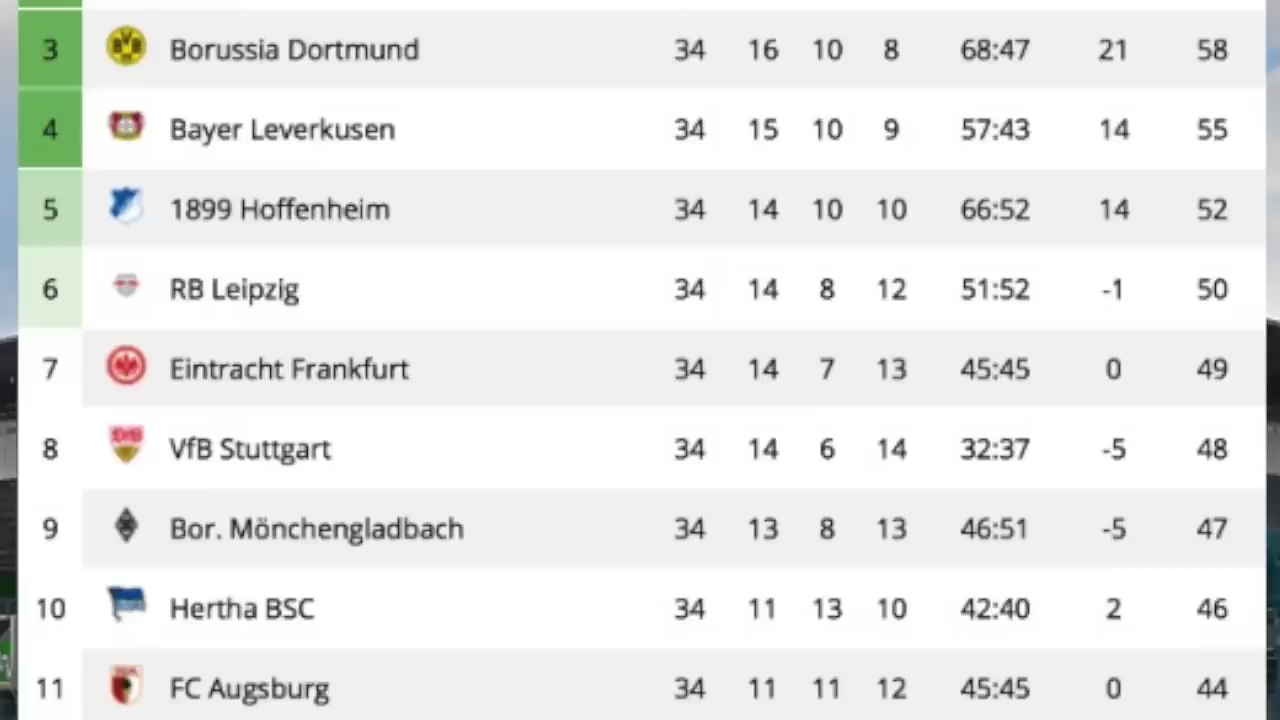 3 BVB Borussia Dortmund 34 16 10 8 68:47 21 58
4 Bayer Leverkusen 34 15 10 9 57:43 14 55
5 1899 Hoffenheim 34 14 10 10 66:52 14 52
6 RB Leipzig 34 14 8 12 51:52 -1 50
7 Eintracht Frankfurt 34 14 7 13 45:45 0 49
8 VfB Stuttgart 34 14 6 14 32:37 -5 48
9 Bor. Mönchengladbach 34 13 8 13 46:51 -5 47
10 Hertha BSC 34 11 13 10 42:40 2 46
11 FC Augsburg 34 11 11 12 45:45 0 44